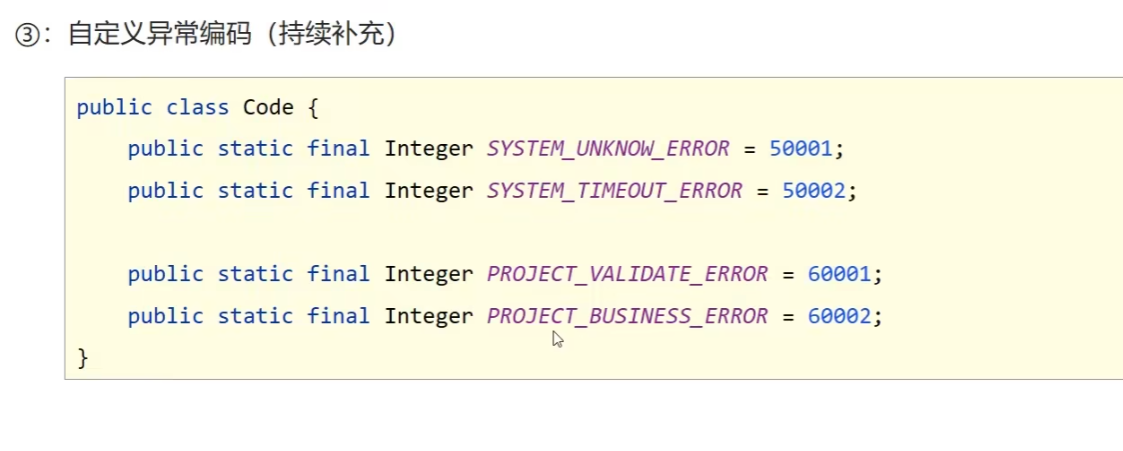 ③：自定义异常编码（持续补充）
public class Code {
    public static final Integer SYSTEM_UNKNOW_ERROR = 50001;
    public static final Integer SYSTEM_TIMEOUT_ERROR = 50002;
    public static final Integer PROJECT_VALIDATE_ERROR = 60001;
    public static final Integer PROJECT_BUSINESS_ERROR = 60002;
}